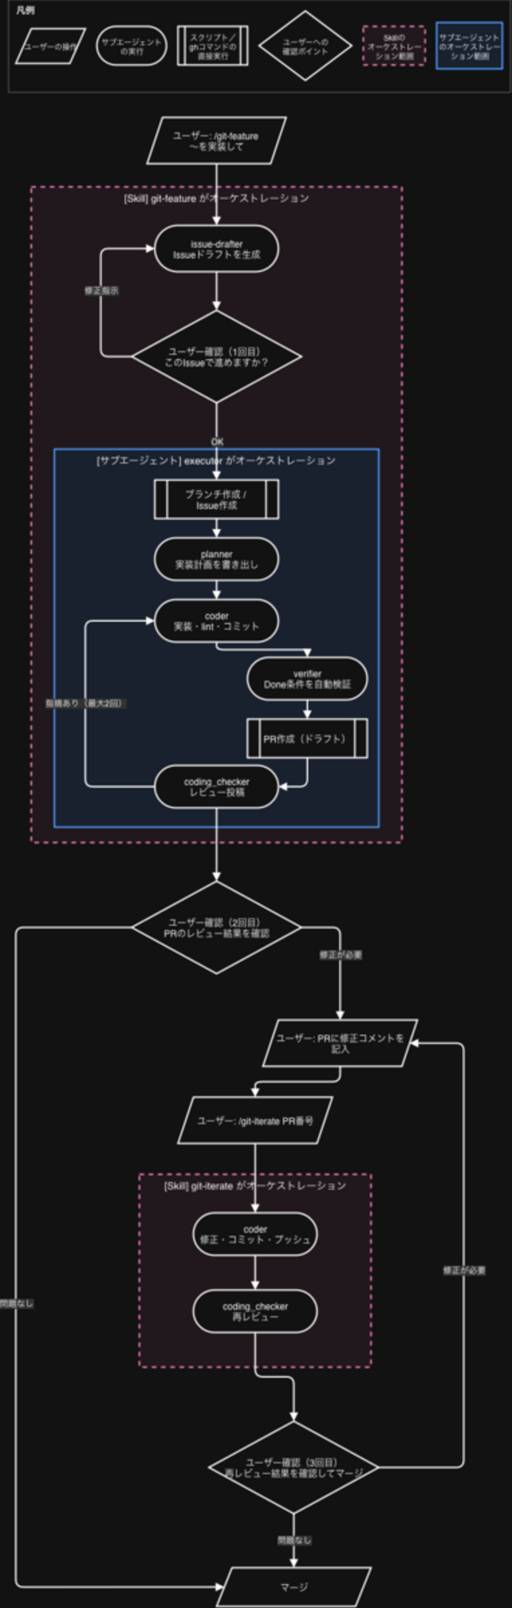 凡例
ユーザーの操作
サブエージェント
の実行
スクリプト／
ghコマンドの
直接実行
ユーザーへの
確認ポイント
Skillの
オーケストレー
ション範囲
サブエージェント
のオーケストレー
ション範囲
ユーザー: /git-feature
〜を実装して
[Skill] git-feature がオーケストレーション
issue-drafter
Issueドラフトを生成
修正指示
ユーザー確認（1回目）
このIssueで進めますか？
OK
[サブエージェント] executor がオーケストレーション
ブランチ作成 /
Issue作成
planner
実装計画を書き出し
coder
実装・lint・コミット
verifier
Done条件を自動検証
指摘あり（最大2回）
PR作成（ドラフト）
coding_checker
レビュー投稿
ユーザー確認（2回目）
PRのレビュー結果を確認
修正が必要
ユーザー: PRに修正コメントを
記入
ユーザー: /git-iterate PR番号
[Skill] git-iterate がオーケストレーション
coder
修正・コミット・プッシュ
修正が必要
coding_checker
再レビュー
問題なし
ユーザー確認（3回目）
再レビュー結果を確認してマージ
問題なし
マージ